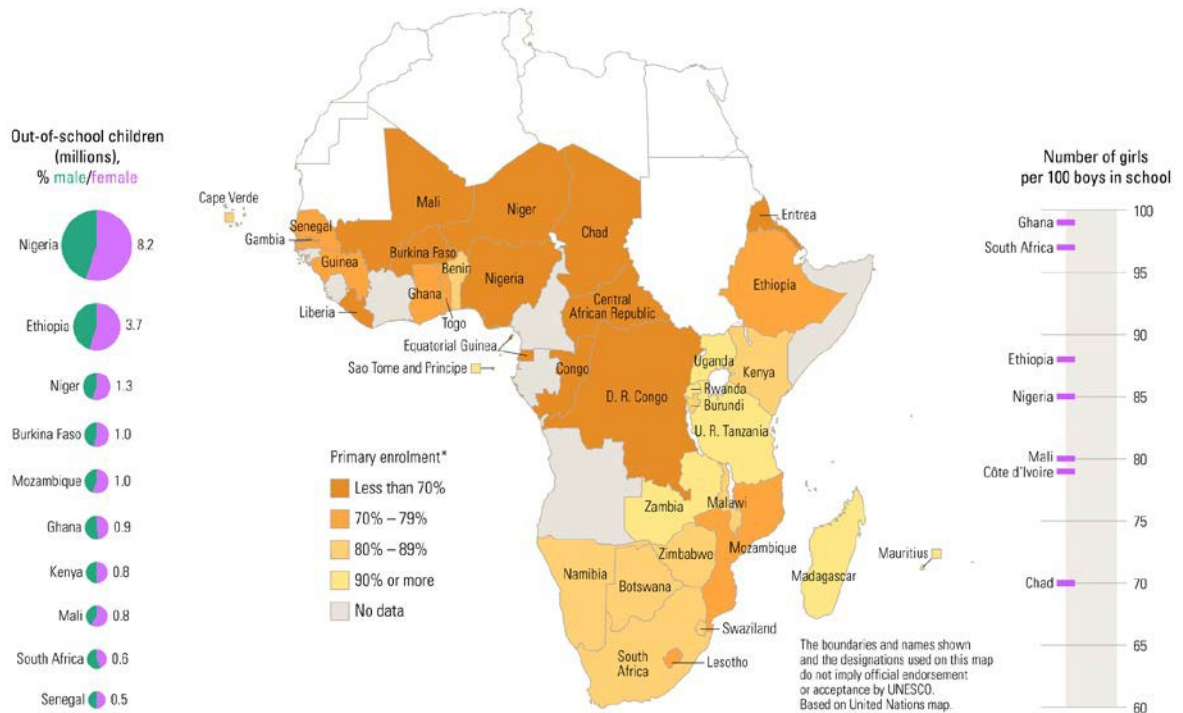 Out-of-school children
(millions),
% male/female
Nigeria 8.2
Ethiopia 3.7
Niger 1.3
Burkina Faso 1.0
Mozambique 1.0
Ghana 0.9
Kenya 0.8
Mali 0.8
South Africa 0.6
Senegal 0.5
Cape Verde
Senegal
Gambia
Guinea
Liberia
Mali
Burkina Faso
Ghana
Togo
Benin
Niger
Nigeria
Chad
Central
African Republic
Equatorial Guinea
Sao Tome and Principe
Congo
D. R. Congo
Eritrea
Ethiopia
Uganda
Kenya
Rwanda
Burundi
U. R. Tanzania
Zambia
Malawi
Mozambique
Zimbabwe
Namibia
Botswana
Swaziland
South
Africa
Lesotho
Madagascar
Mauritius
Primary enrolment*
Less than 70%
70% – 79%
80% – 89%
90% or more
No data
The boundaries and names shown
and the designations used on this map
do not imply official endorsement
or acceptance by UNESCO.
Based on United Nations map.
Number of girls
per 100 boys in school
100
Ghana
South Africa
95
90
Ethiopia
Nigeria 85
Mali 80
Côte d'Ivoire
75
Chad 70
65
60